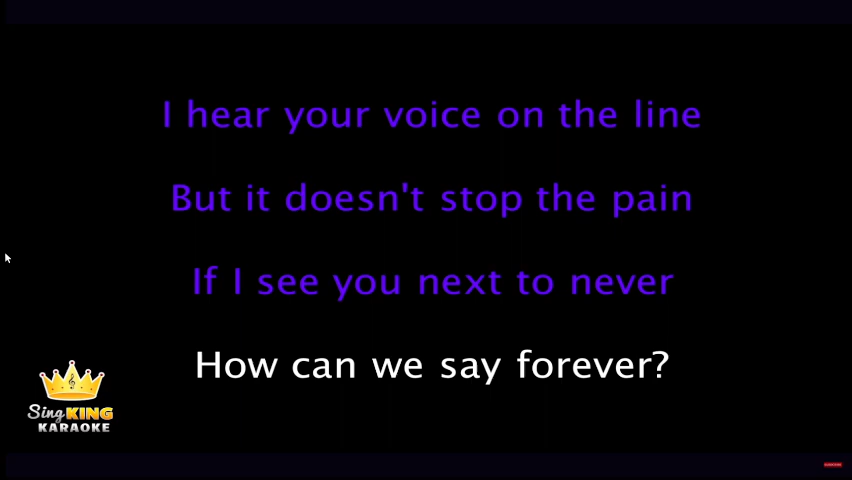 I hear your voice on the line
But it doesn't stop the pain
If I see you next to never
How can we say forever?
Sing KING
KARAOKE